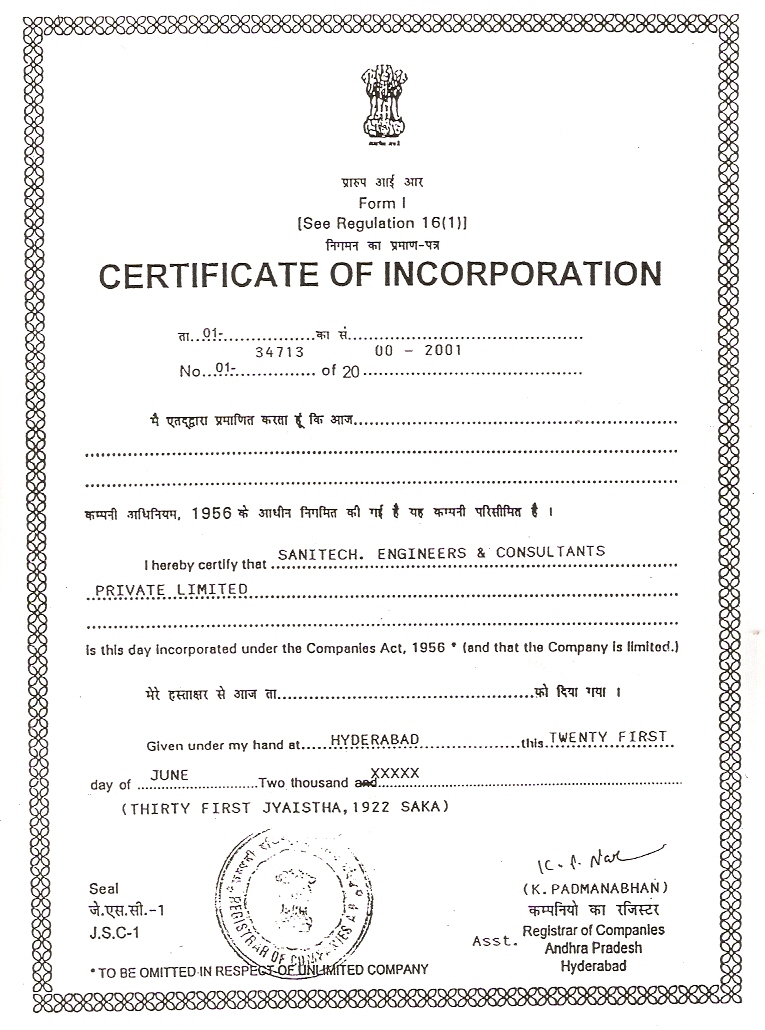 प्रारुप आई आर
Form I
[See Regulation 16(1)]
निगमन का प्रमाण-पत्र
CERTIFICATE OF INCORPORATION
ता...01-..................का सं..........................................................
34713 00 - 2001
No...01-............... of 20.......................................................
मै एतद्द्वारा प्रमाणित करता हूं कि आज................................................................................
कम्पनी अधिनियम, 1956 के आधीन निगमित की गई है यह कम्पनी परिसीमित है ।
I hereby certify that SANITECH. ENGINEERS & CONSULTANTS
PRIVATE LIMITED
is this day incorporated under the Companies Act, 1956 * (and that the Company is limited.)
मेरे हस्ताक्षर से आज ता................................................................को दिया गया ।
Given under my hand at.....HYDERABAD....................this TWENTY FIRST
day of JUNE.........................Two thousand and XXXXX
(THIRTY FIRST JYAISTHA,1922 SAKA)
Seal
जे.एस.सी.-1
J.S.C-1
REGISTRAR OF COMPANIES A.P
(K. PADMANABHAN)
कम्पनियो का रजिस्टर
Asst. Registrar of Companies
Andhra Pradesh
Hyderabad
* TO BE OMITTED IN RESPECT OF UNLIMITED COMPANY